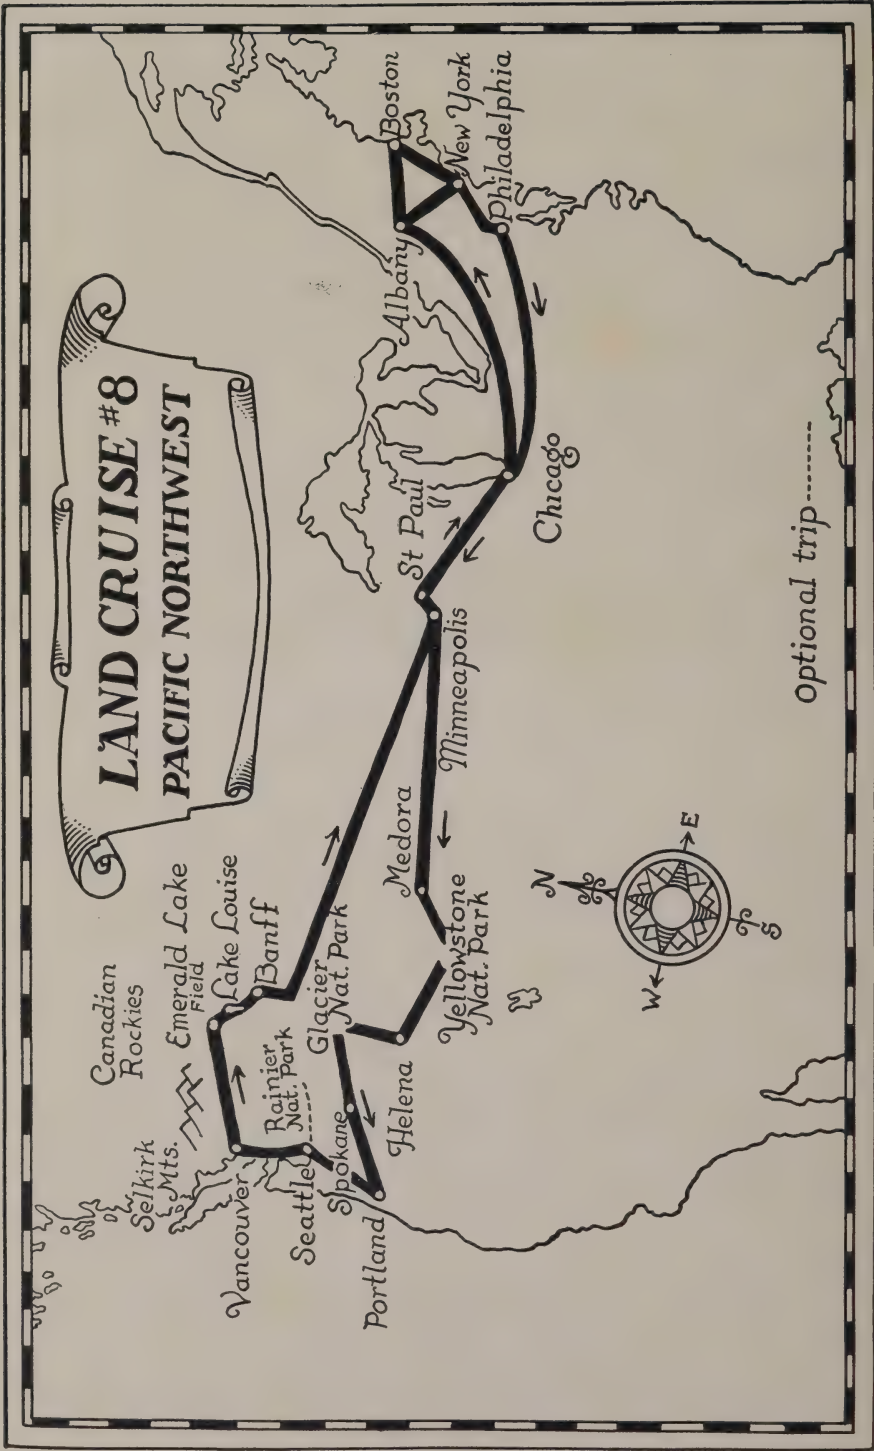 LAND CRUISE #8
PACIFIC NORTHWEST
Canadian
Rockies
Selkirk
Mts.
Emerald Lake
Field
Lake Louise
Banff
Vancouver
Seattle
Rainier
Nat. Park
Portland
Spokane
Helena
Glacier
Nat. Park
Yellowstone
Nat. Park
Medora
Minneapolis
St Paul
Chicago
Albany
Boston
New York
Philadelphia
N
W
E
S
Optional trip--------